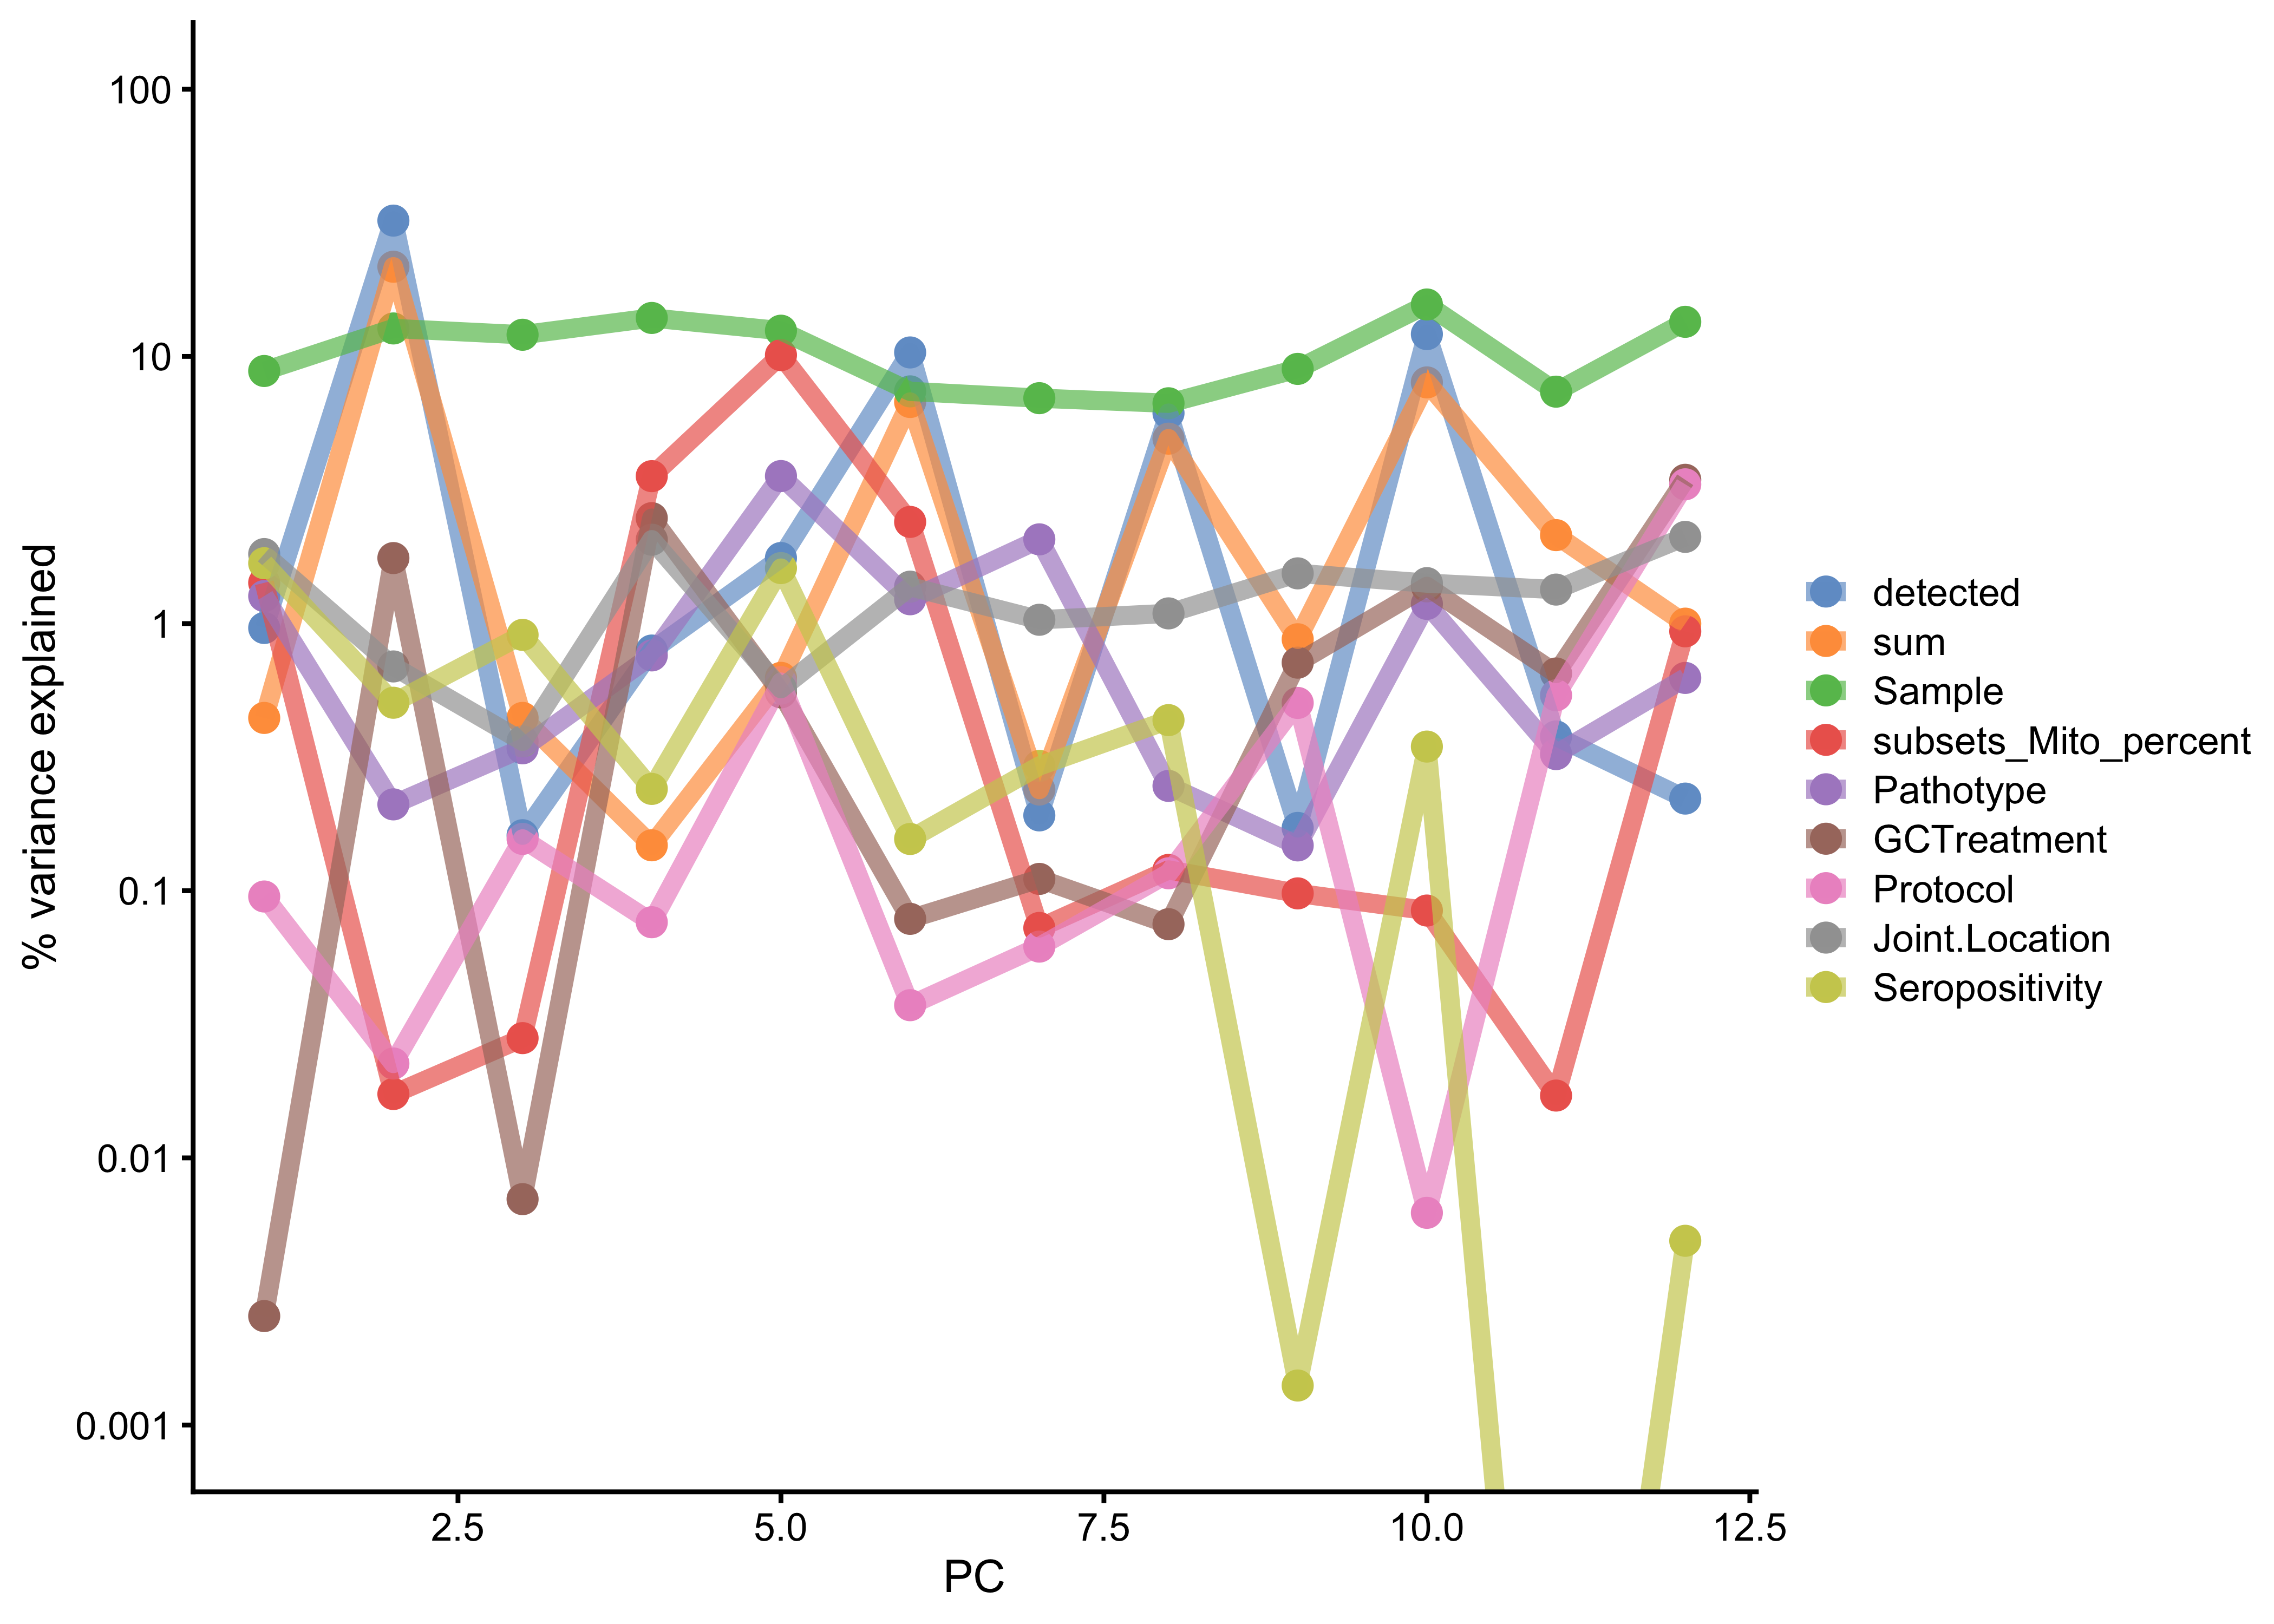 % variance explained
100
10
1
0.1
0.01
0.001
2.5
5.0
7.5
10.0
12.5
PC
detected
sum
Sample
subsets_Mito_percent
Pathotype
GCTreatment
Protocol
Joint.Location
Seropositivity